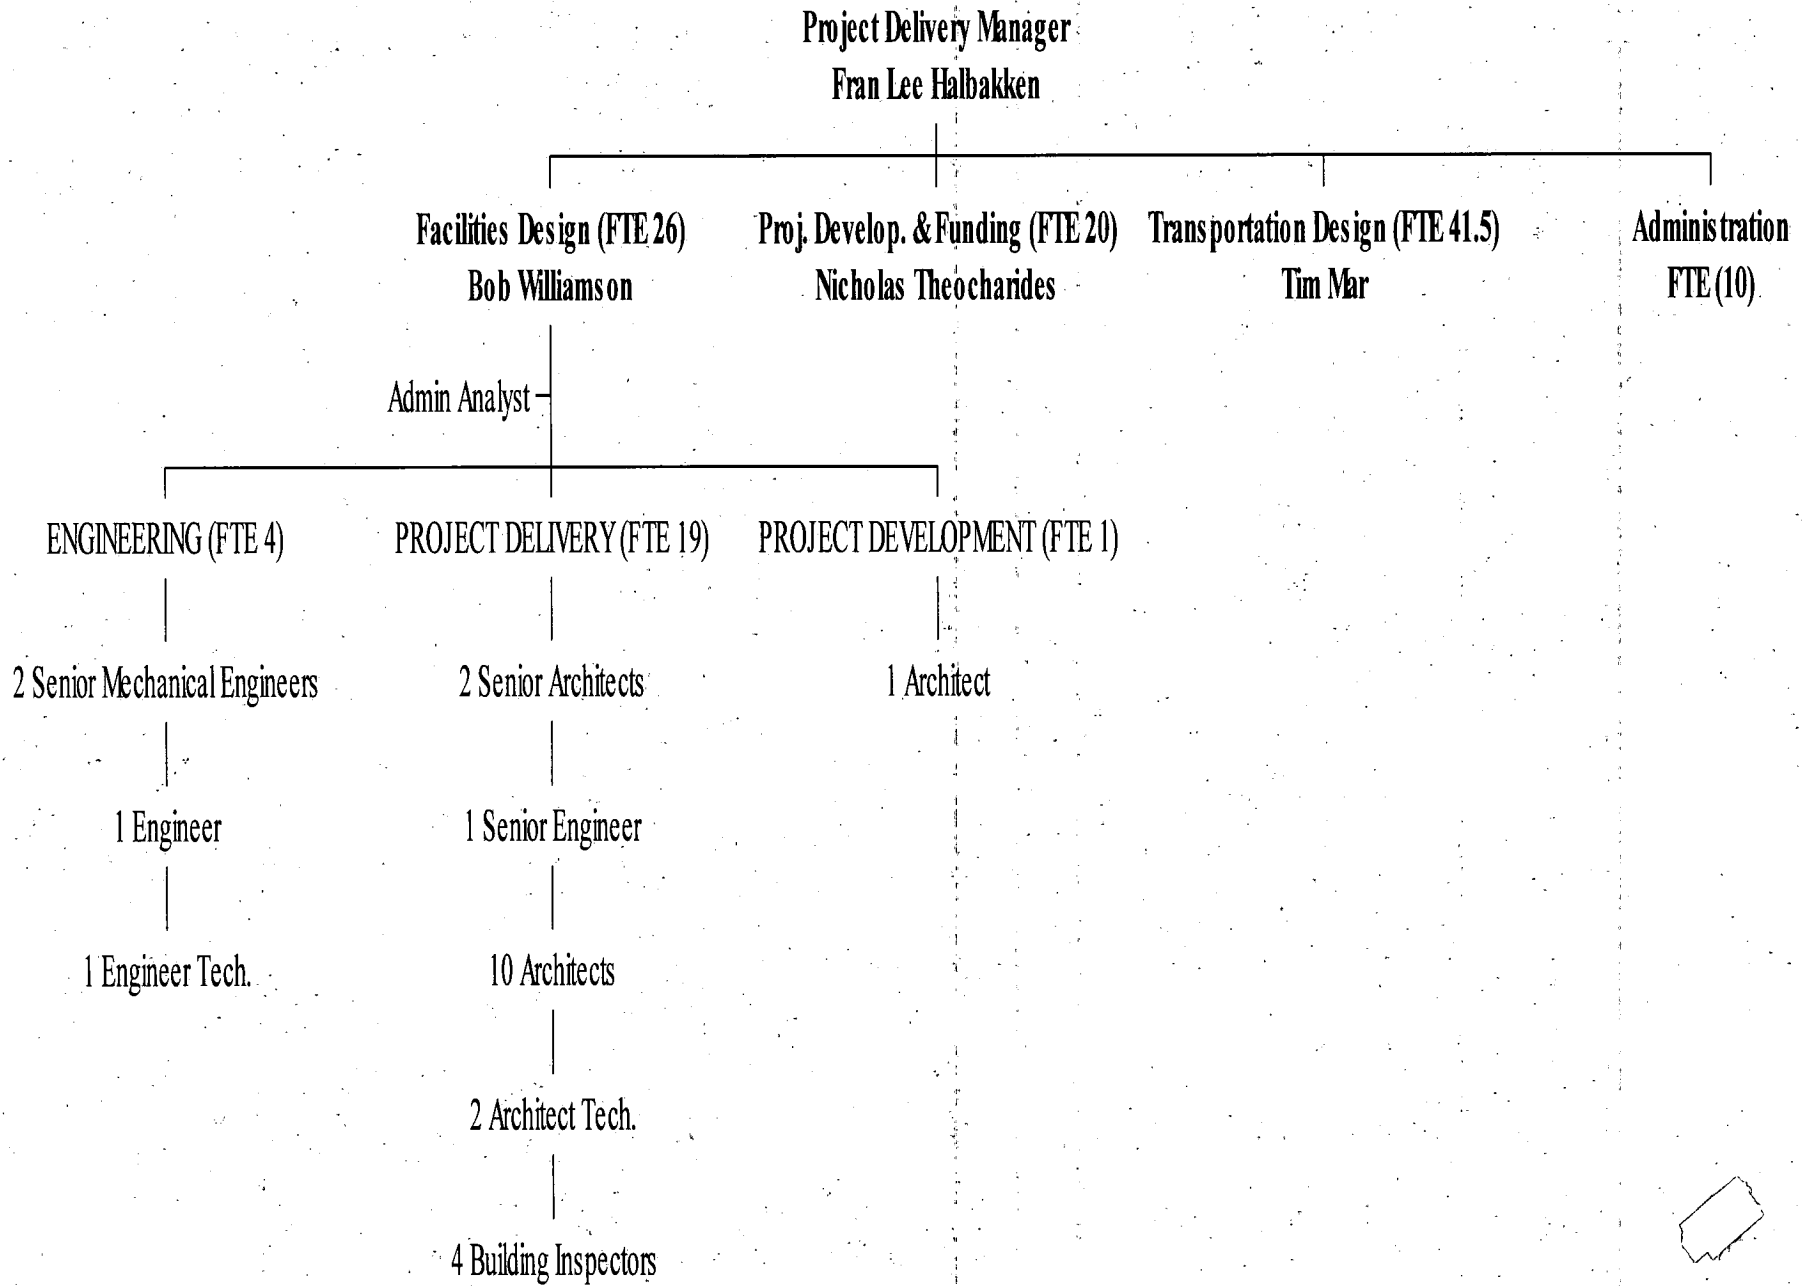 Project Delivery Manager
Fran Lee Halbakken
Facilities Design (FTE 26)
Bob Williamson
Proj. Develop. & Funding (FTE 20)
Nicholas Theocharides
Transportation Design (FTE 41.5)
Tim Mar
Administration
FTE (10)
Admin Analyst
ENGINEERING (FTE 4)
PROJECT DELIVERY (FTE 19)
PROJECT DEVELOPMENT (FTE 1)
2 Senior Mechanical Engineers
2 Senior Architects
1 Architect
1 Engineer
1 Senior Engineer
1 Engineer Tech.
10 Architects
2 Architect Tech.
4 Building Inspectors